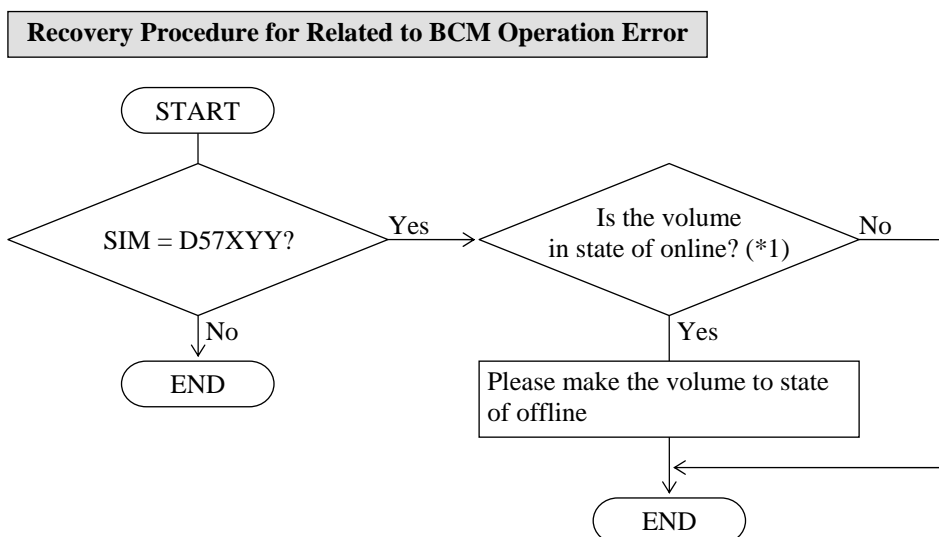 Recovery Procedure for Related to BCM Operation Error
START
SIM = D57XYY?
Yes
No
END
Is the volume
in state of online? (*1)
No
Yes
Please make the volume to state
of offline
END